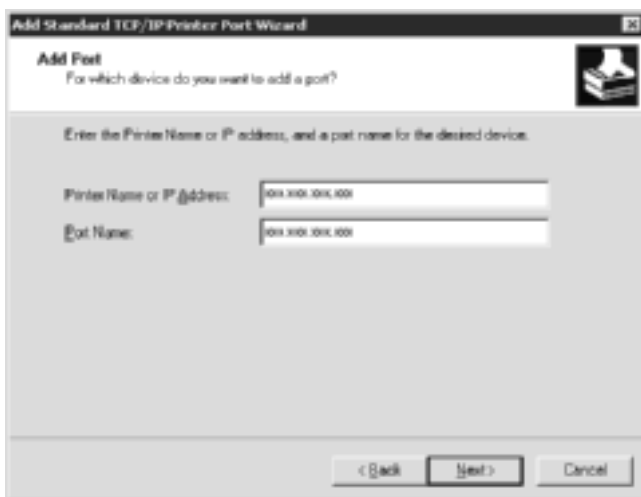 Add Standard TCP/IP Printer Port Wizard
Add Port
For which device do you want to add a port?
Enter the Printer Name or IP address, and a port name for the desired device.
Printer Name or IP Address: xxx.xxx.xxx.xxx
Port Name: xxx.xxx.xxx.xxx
< Back Next > Cancel